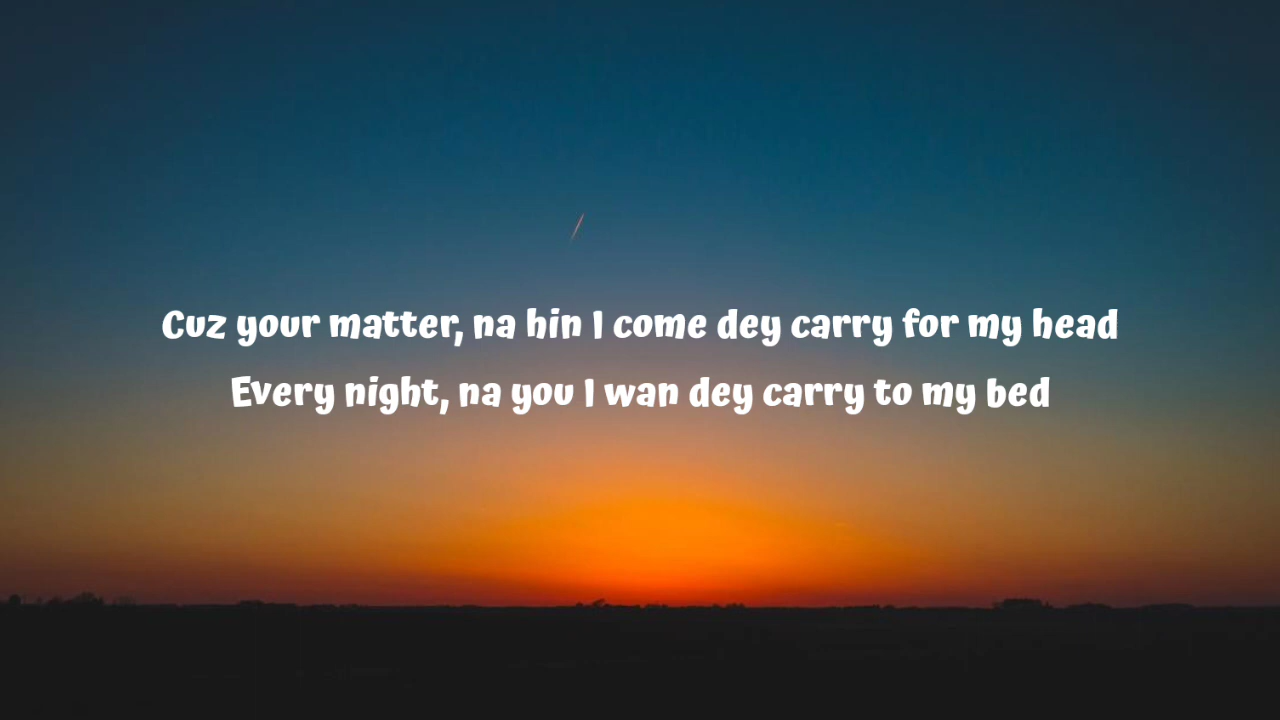 Cuz your matter, na hin I come dey carry for my head
Every night, na you I wan dey carry to my bed